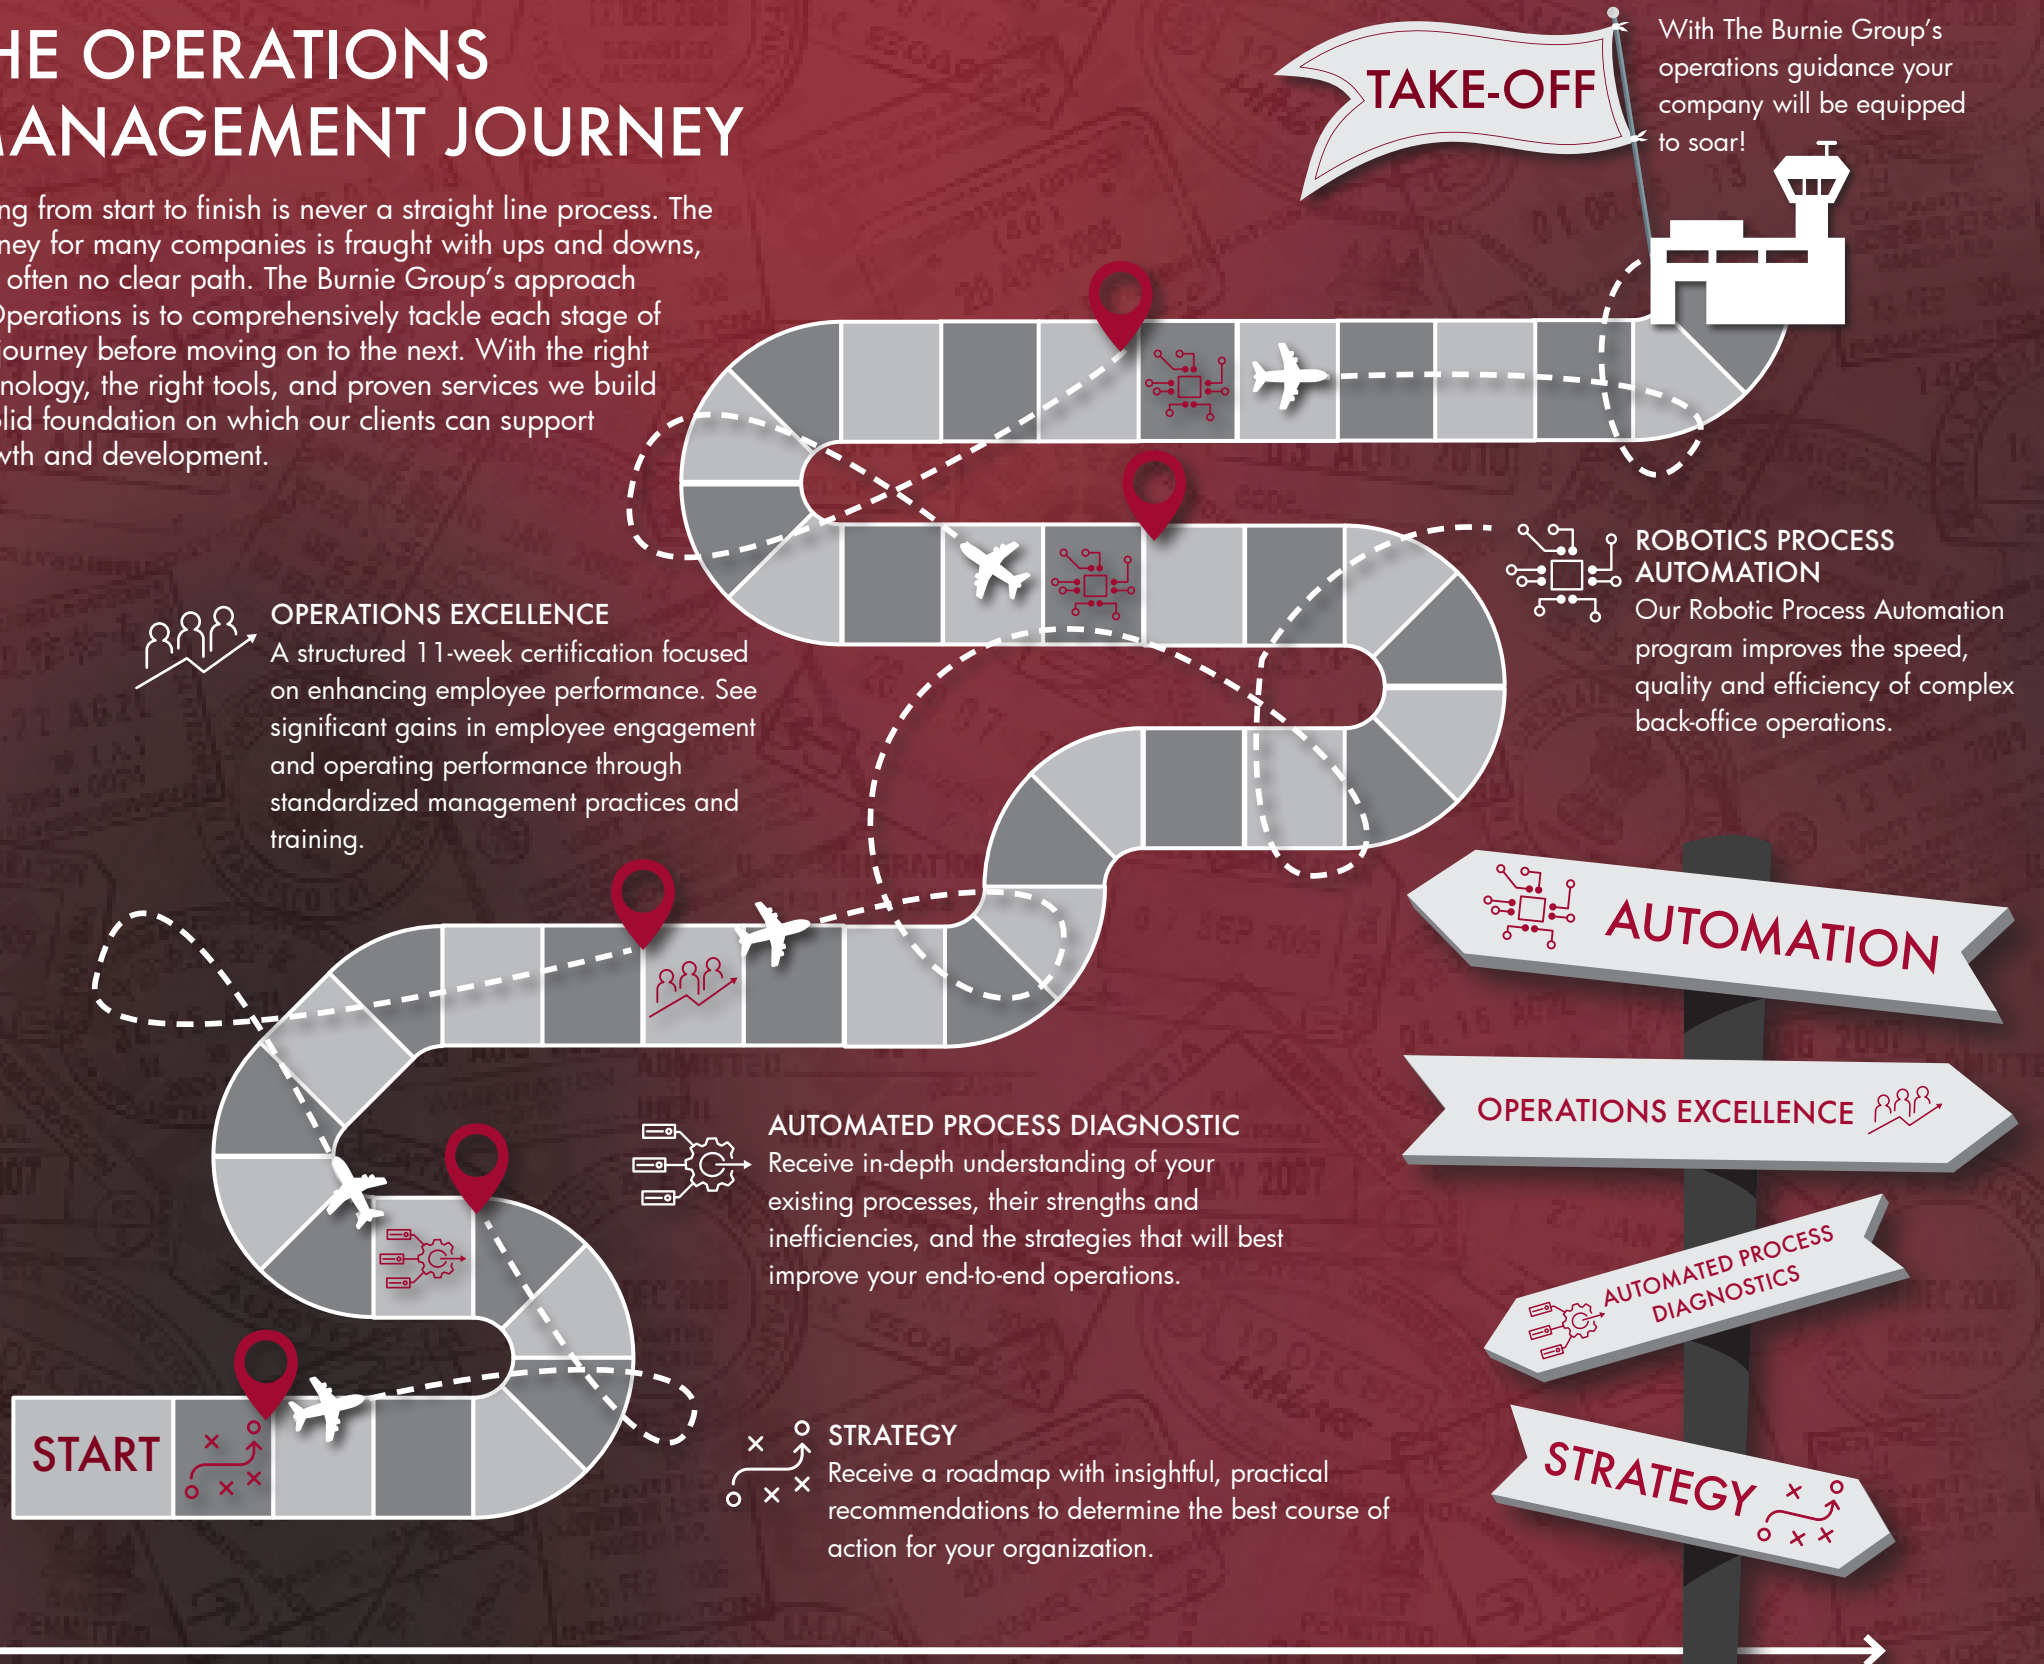 HE OPERATIONS
MANAGEMENT JOURNEY
ng from start to finish is never a straight line process. The
ney for many companies is fraught with ups and downs,
often no clear path. The Burnie Group's approach
Operations is to comprehensively tackle each stage of
journey before moving on to the next. With the right
nology, the right tools, and proven services we build
lid foundation on which our clients can support
wth and development.
TAKE-OFF
With The Burnie Group's
operations guidance your
company will be equipped
to soar!
ROBOTICS PROCESS
AUTOMATION
Our Robotic Process Automation
program improves the speed,
quality and efficiency of complex
back-office operations.
OPERATIONS EXCELLENCE
A structured 11-week certification focused
on enhancing employee performance. See
significant gains in employee engagement
and operating performance through
standardized management practices and
training.
AUTOMATED PROCESS DIAGNOSTIC
Receive in-depth understanding of your
existing processes, their strengths and
inefficiencies, and the strategies that will best
improve your end-to-end operations.
START
STRATEGY
Receive a roadmap with insightful, practical
recommendations to determine the best course of
action for your organization.
AUTOMATION
OPERATIONS EXCELLENCE
AUTOMATED PROCESS
DIAGNOSTICS
STRATEGY